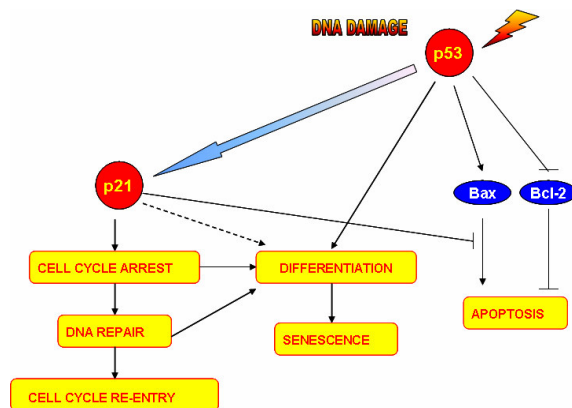 DNA DAMAGE
p53
p21
Bax
Bcl-2
CELL CYCLE ARREST
DIFFERENTIATION
APOPTOSIS
DNA REPAIR
SENESCENCE
CELL CYCLE RE-ENTRY